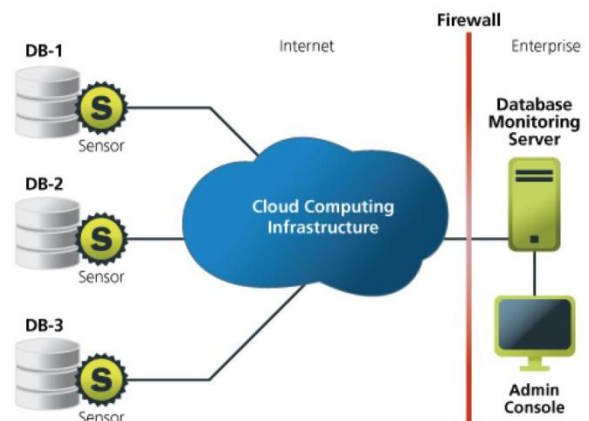 Firewall
Internet
Enterprise
DB-1
S
Sensor
DB-2
S
Sensor
DB-3
S
Sensor
Cloud Computing
Infrastructure
Database
Monitoring
Server
Admin
Console